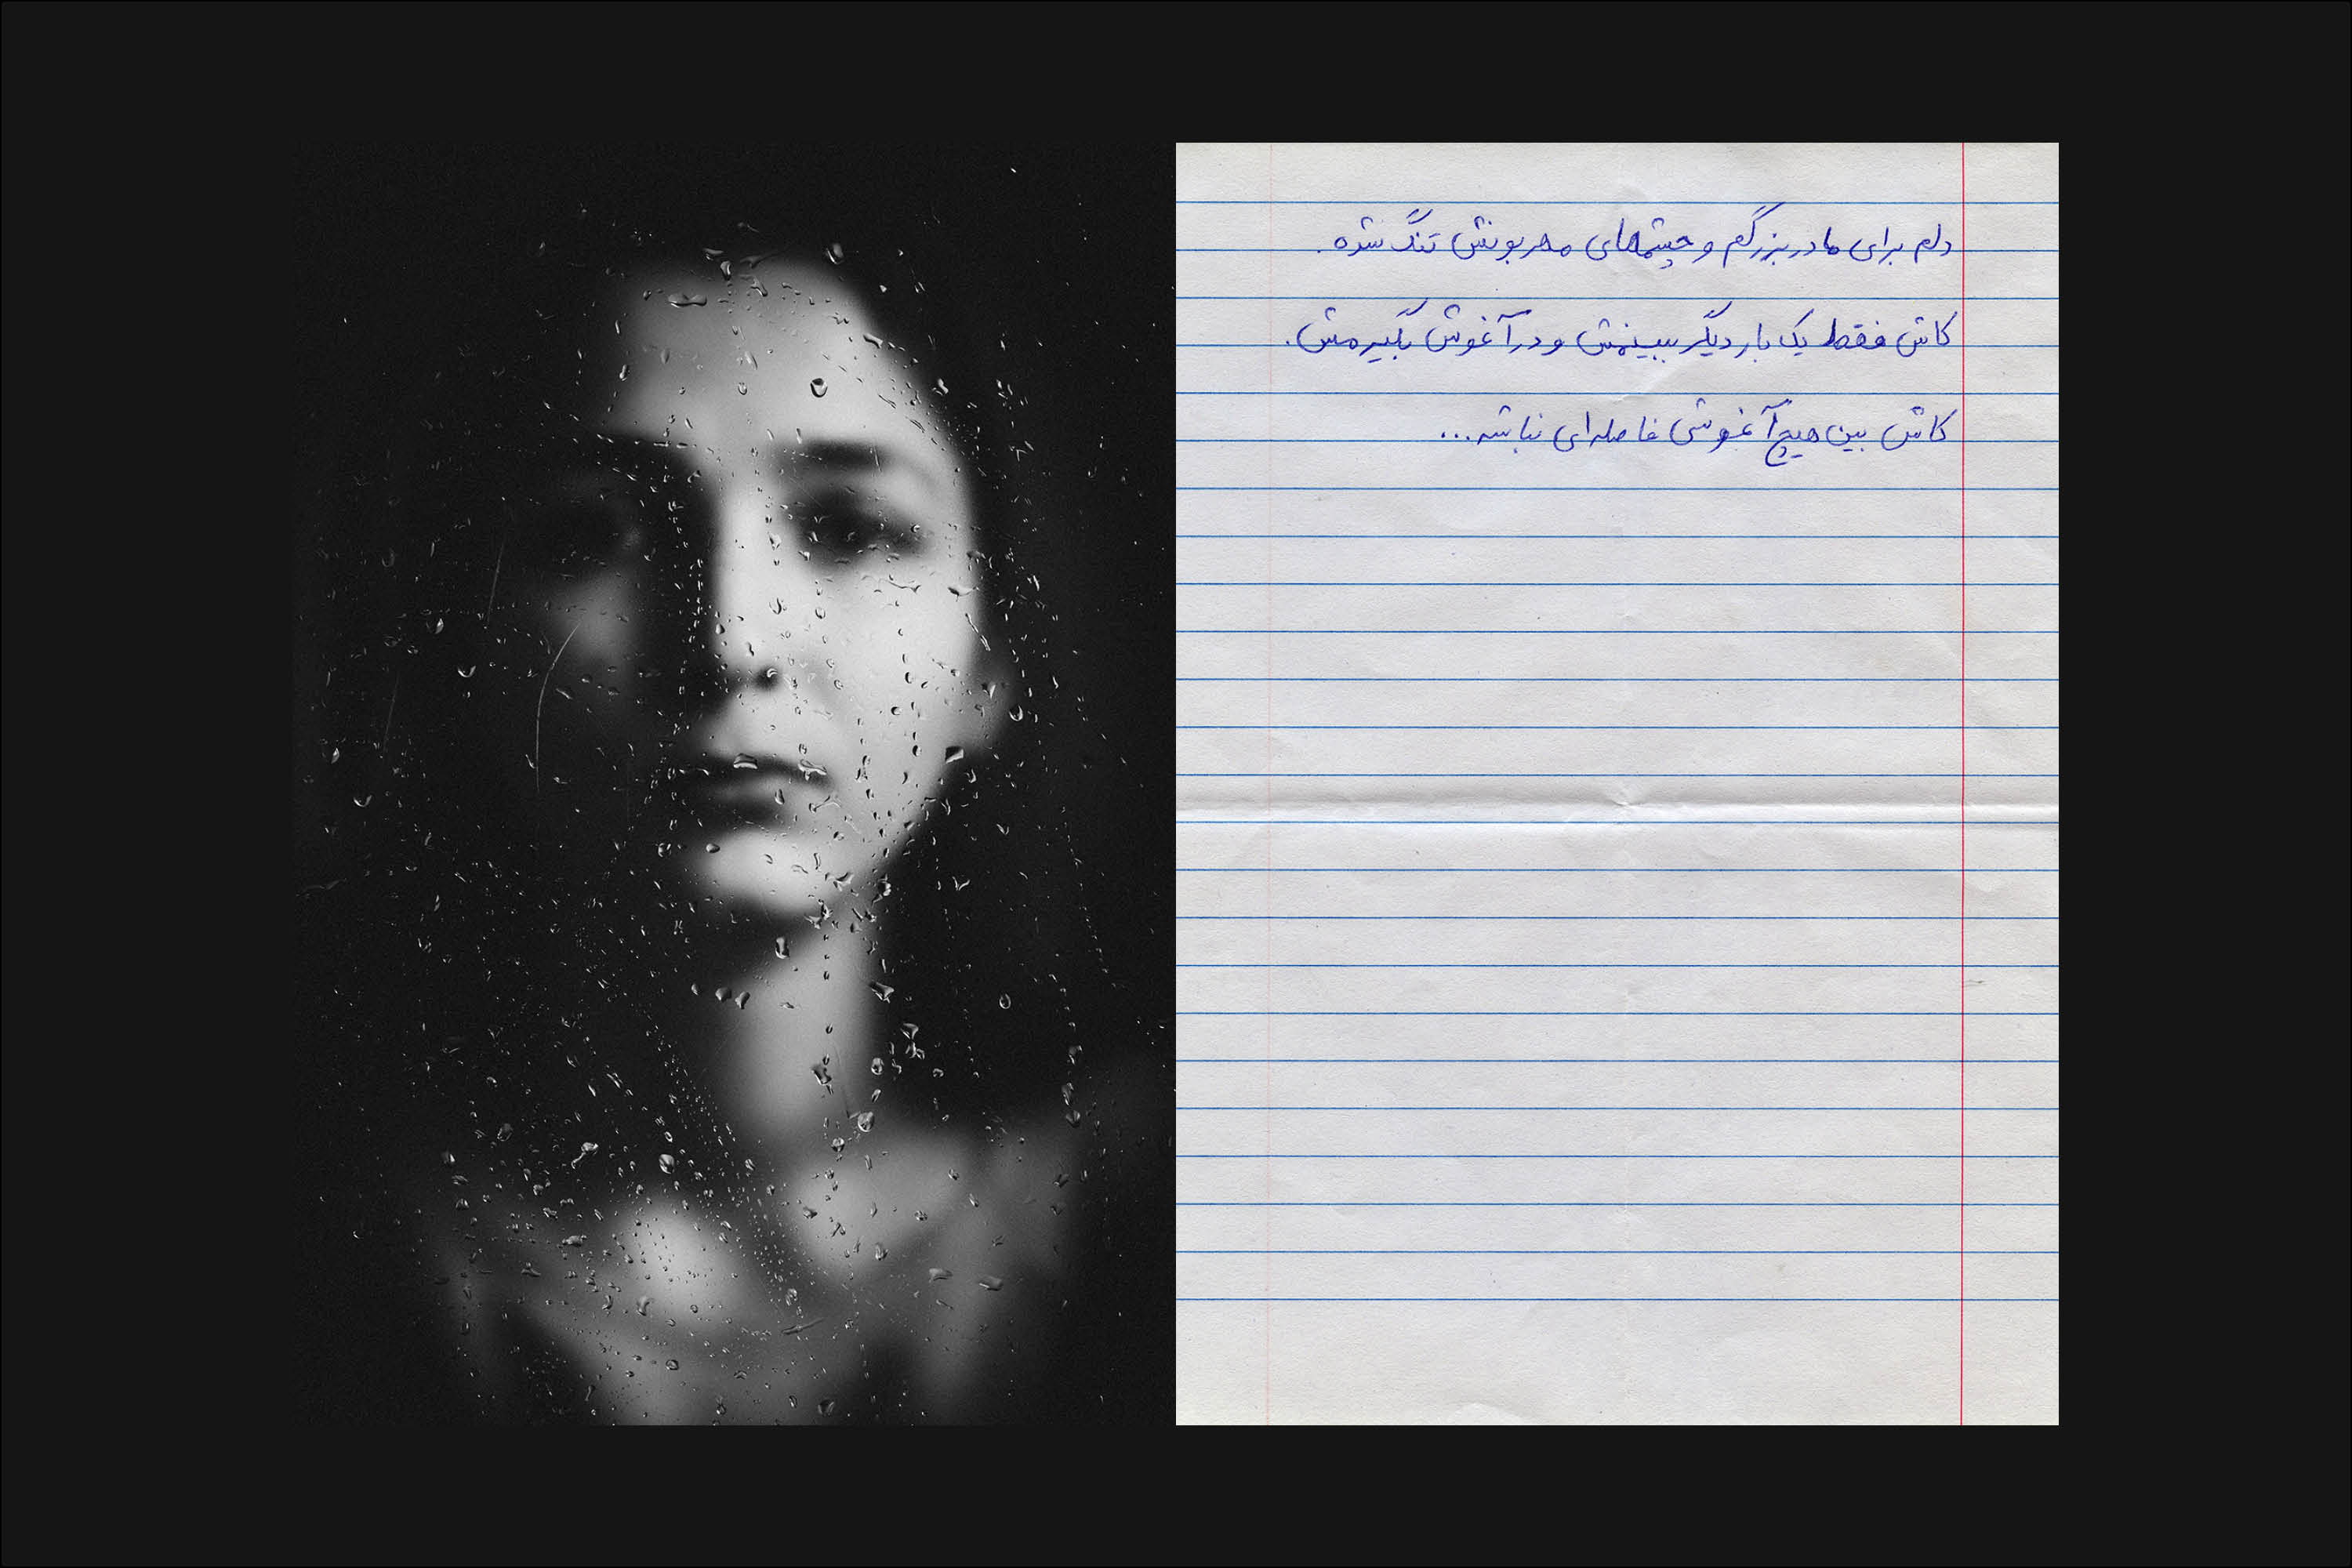 دلم برای مادربزرگم و چشمهای مهربونش تنگ شده.
کاش فقط یک بار دیگر ببینمش و در آغوش بگیرمش.
کاش بین هیچ آغوشی فاصله‌ای نباشه...